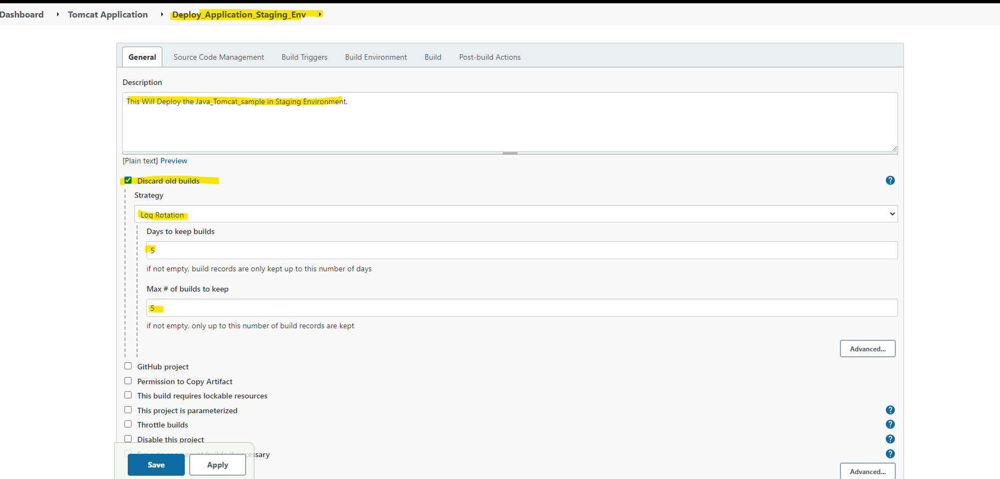 Dashboard Tomcat Application Deploy_Application_Staging_Env
General Source Code Management Build Triggers Build Environment Build Post-build Actions
Description
This Will Deploy the Java_Tomcat_sample in Staging Environment.
[Plain text] Preview
Discard old builds
Strategy
Log Rotation
Days to keep builds
5
if not empty, build records are only kept up to this number of days
Max # of builds to keep
5
if not empty, only up to this number of build records are kept
Advanced...
GitHub project
Permission to Copy Artifact
This build requires lockable resources
This project is parameterized
Throttle builds
Disable this project
Execute concurrent builds if necessary
Save Apply
Advanced...